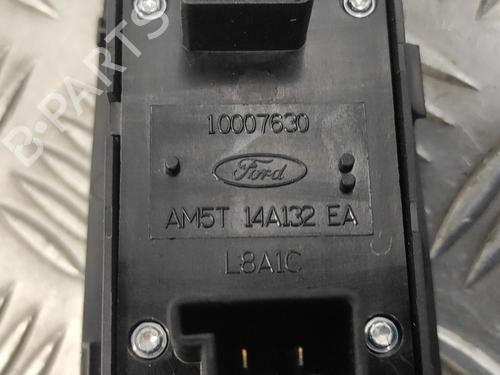 B-PARTS
10007630
Ford
AM5T 14A132 EA
L8A1C